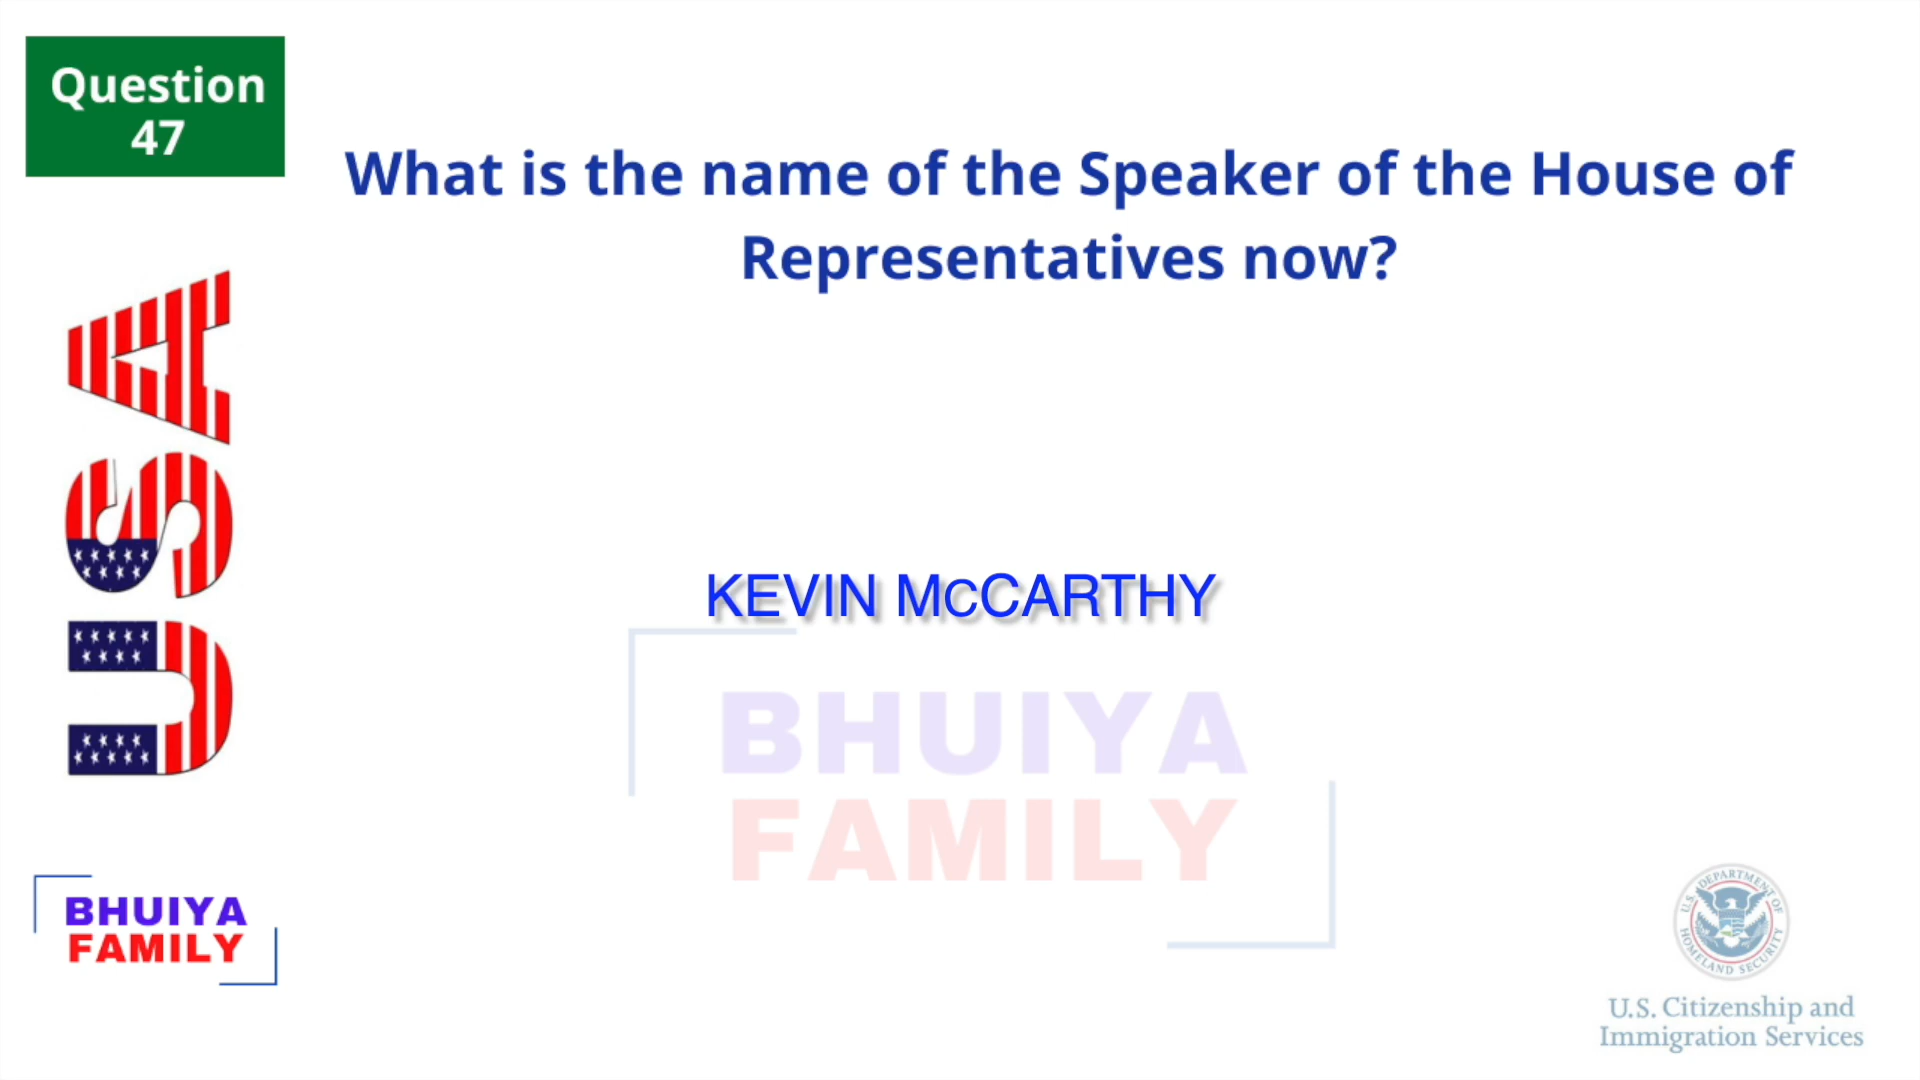 Question
47
What is the name of the Speaker of the House of
Representatives now?
USA
KEVIN McCARTHY
BHUIYA
FAMILY
BHUIYA
FAMILY
U.S. DEPARTMENT OF
HOMELAND SECURITY
U.S. Citizenship and
Immigration Services